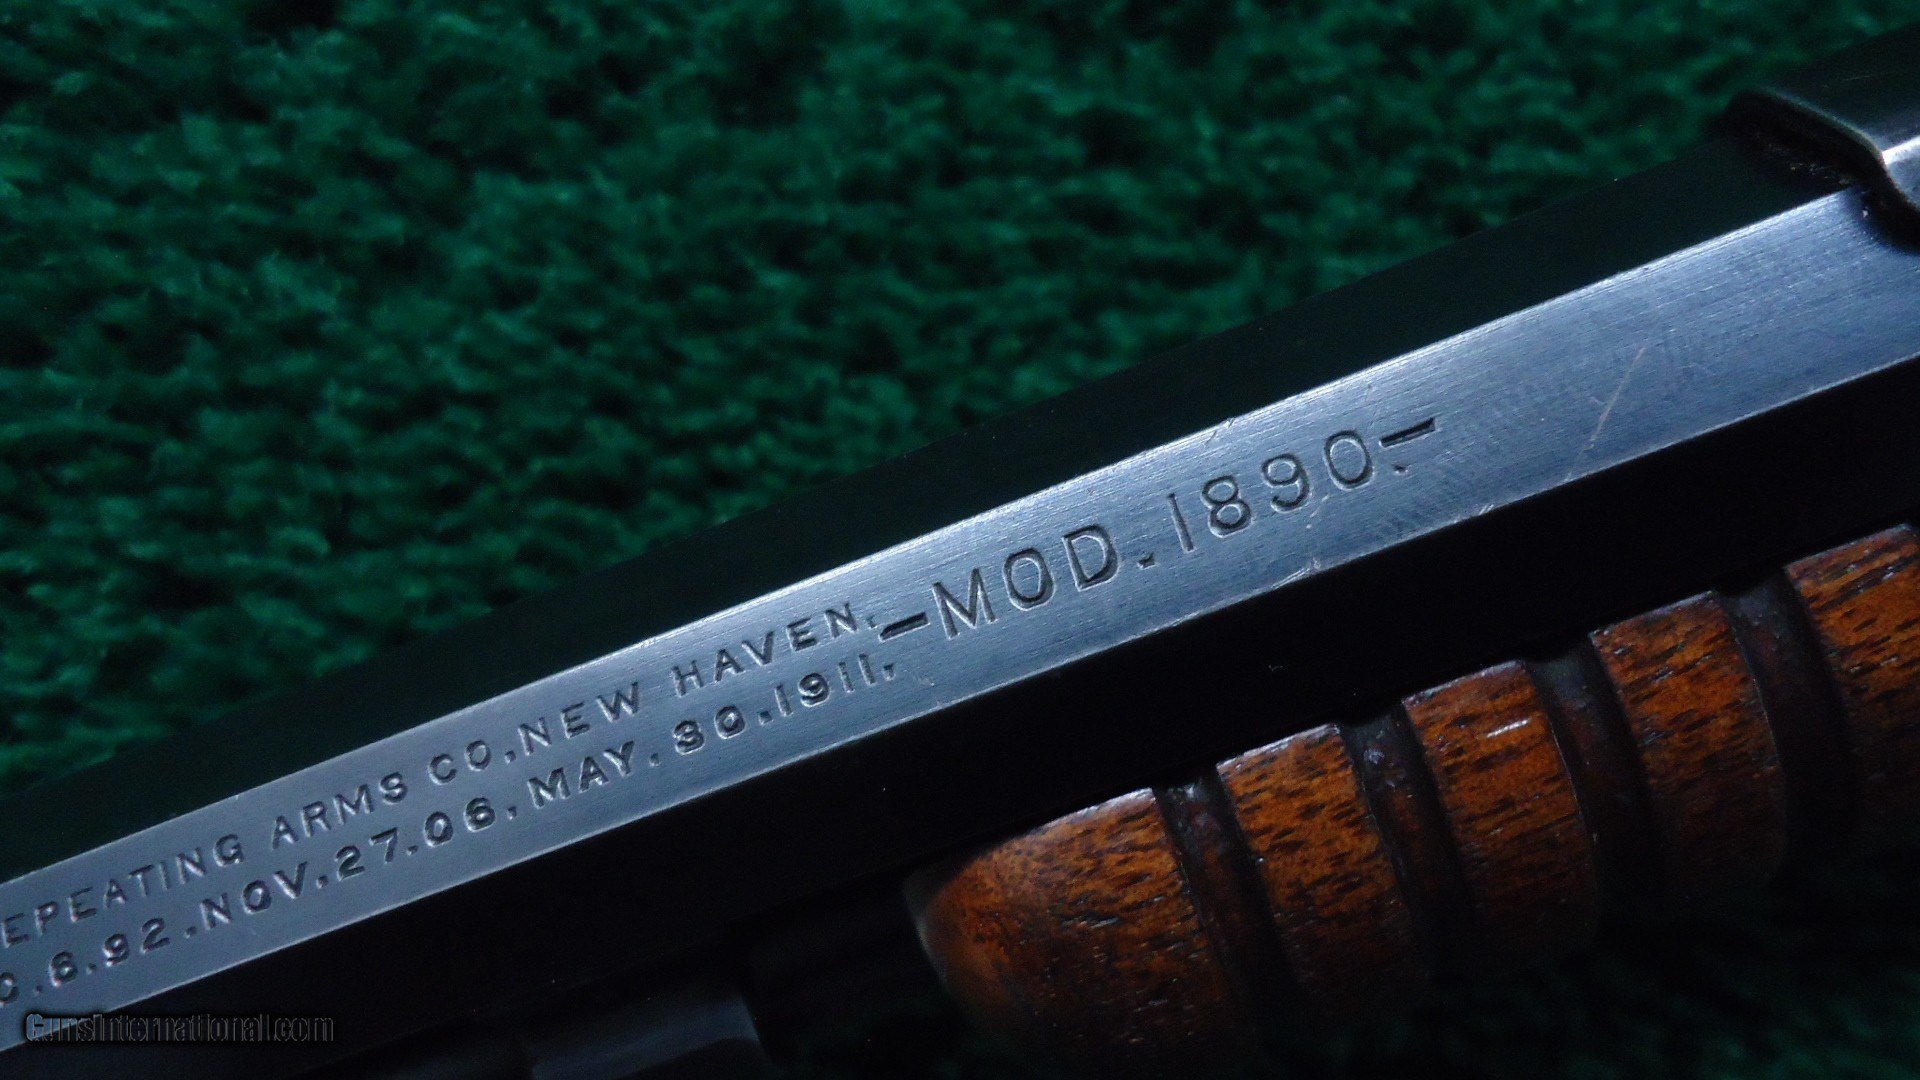 EPEATING ARMS CO. NEW HAVEN.
C.6.92.NOV.27.06.MAY.30.1911.
-MOD.1890.-
GunsInternational.com